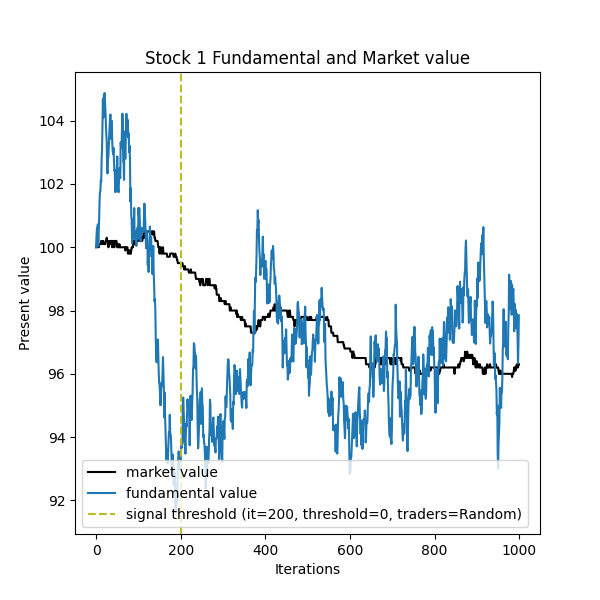 Stock 1 Fundamental and Market value
Present value
104
102
100
98
96
94
92
market value
fundamental value
signal threshold (it=200, threshold=0, traders=Random)
0
200
400
600
800
1000
Iterations